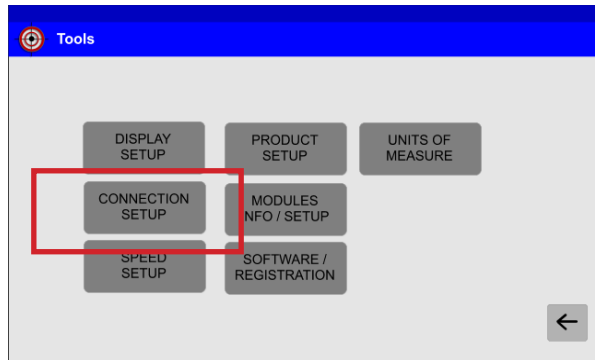 Tools
DISPLAY
SETUP
PRODUCT
SETUP
UNITS OF
MEASURE
CONNECTION
SETUP
MODULES
NFO / SETUP
SPEED
SETUP
SOFTWARE /
REGISTRATION